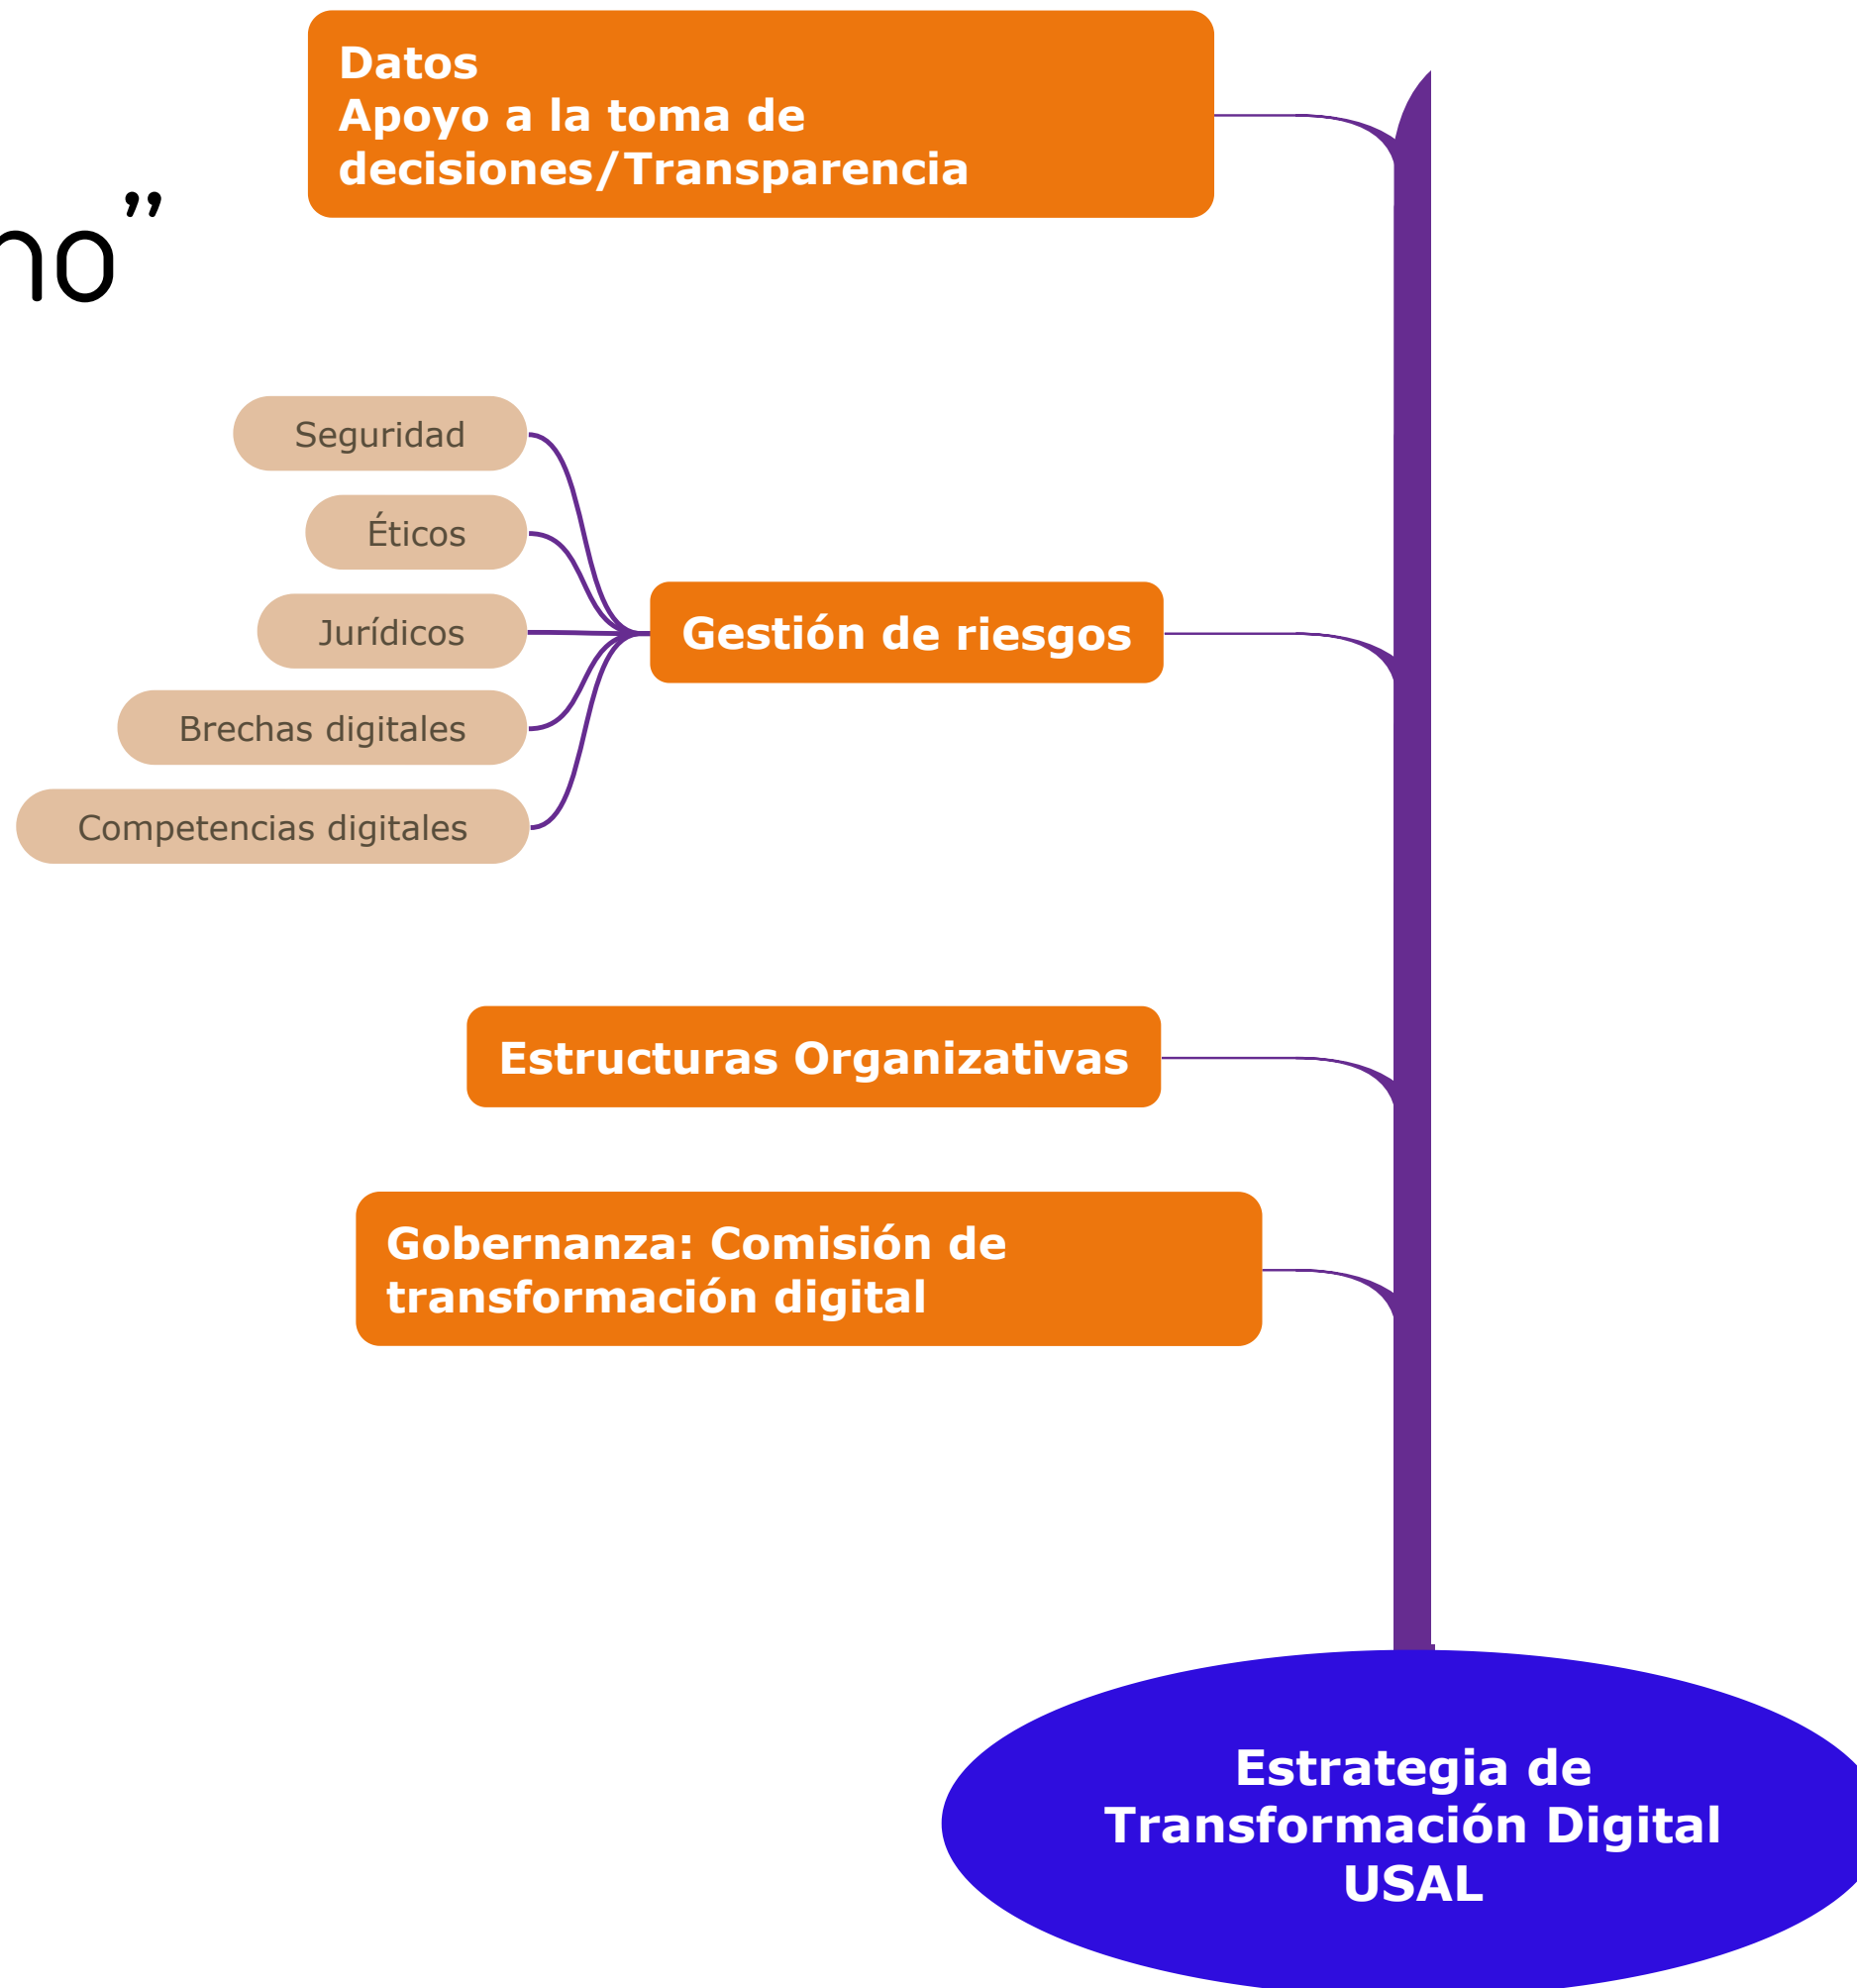 Datos
Apoyo a la toma de
decisiones/Transparencia
no”
Seguridad
Éticos
Jurídicos
Brechas digitales
Competencias digitales
Gestión de riesgos
Estructuras Organizativas
Gobernanza: Comisión de
transformación digital
Estrategia de
Transformación Digital
USAL